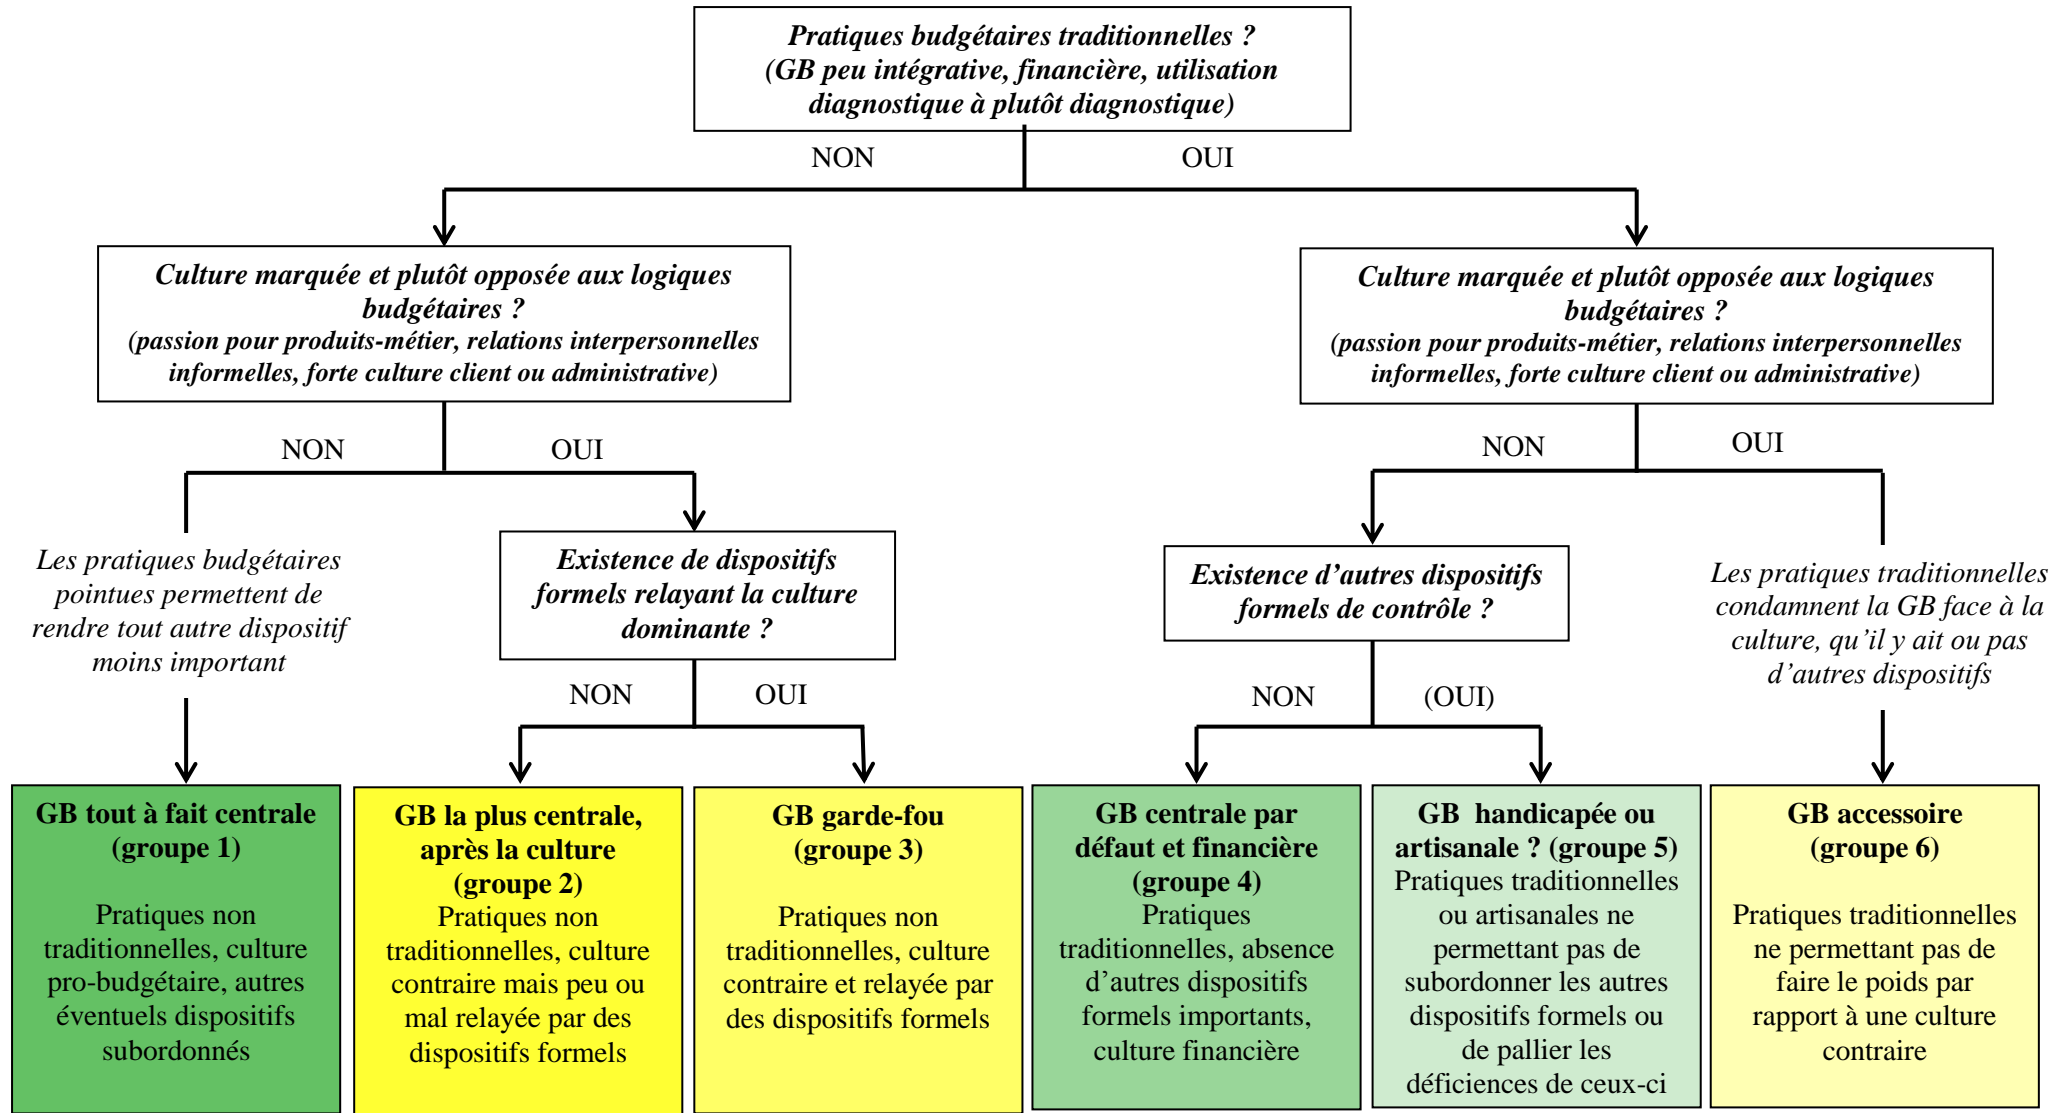 Pratiques budgétaires traditionnelles ?
(GB peu intégrative, financière, utilisation
diagnostique à plutôt diagnostique)
NON
OUI
Culture marquée et plutôt opposée aux logiques
budgétaires ?
(passion pour produits-métier, relations interpersonnelles
informelles, forte culture client ou administrative)
Culture marquée et plutôt opposée aux logiques
budgétaires ?
(passion pour produits-métier, relations interpersonnelles
informelles, forte culture client ou administrative)
NON
OUI
NON
OUI
Les pratiques budgétaires
pointues permettent de
rendre tout autre dispositif
moins important
Existence de dispositifs
formels relayant la culture
dominante ?
Existence d’autres dispositifs
formels de contrôle ?
Les pratiques traditionnelles
condamnent la GB face à la
culture, qu’il y ait ou pas
d’autres dispositifs
NON
OUI
NON
(OUI)
GB tout à fait centrale
(groupe 1)
Pratiques non
traditionnelles, culture
pro-budgétaire, autres
éventuels dispositifs
subordonnés
GB la plus centrale,
après la culture
(groupe 2)
Pratiques non
traditionnelles, culture
contraire mais peu ou
mal relayée par des
dispositifs formels
GB garde-fou
(groupe 3)
Pratiques non
traditionnelles, culture
contraire et relayée par
des dispositifs formels
GB centrale par
défaut et financière
(groupe 4)
Pratiques
traditionnelles, absence
d’autres dispositifs
formels importants,
culture financière
GB handicapée ou
artisanale ? (groupe 5)
Pratiques traditionnelles
ou artisanales ne
permettant pas de
subordonner les autres
dispositifs formels ou
de pallier les
déficiences de ceux-ci
GB accessoire
(groupe 6)
Pratiques traditionnelles
ne permettant pas de
faire le poids par
rapport à une culture
contraire